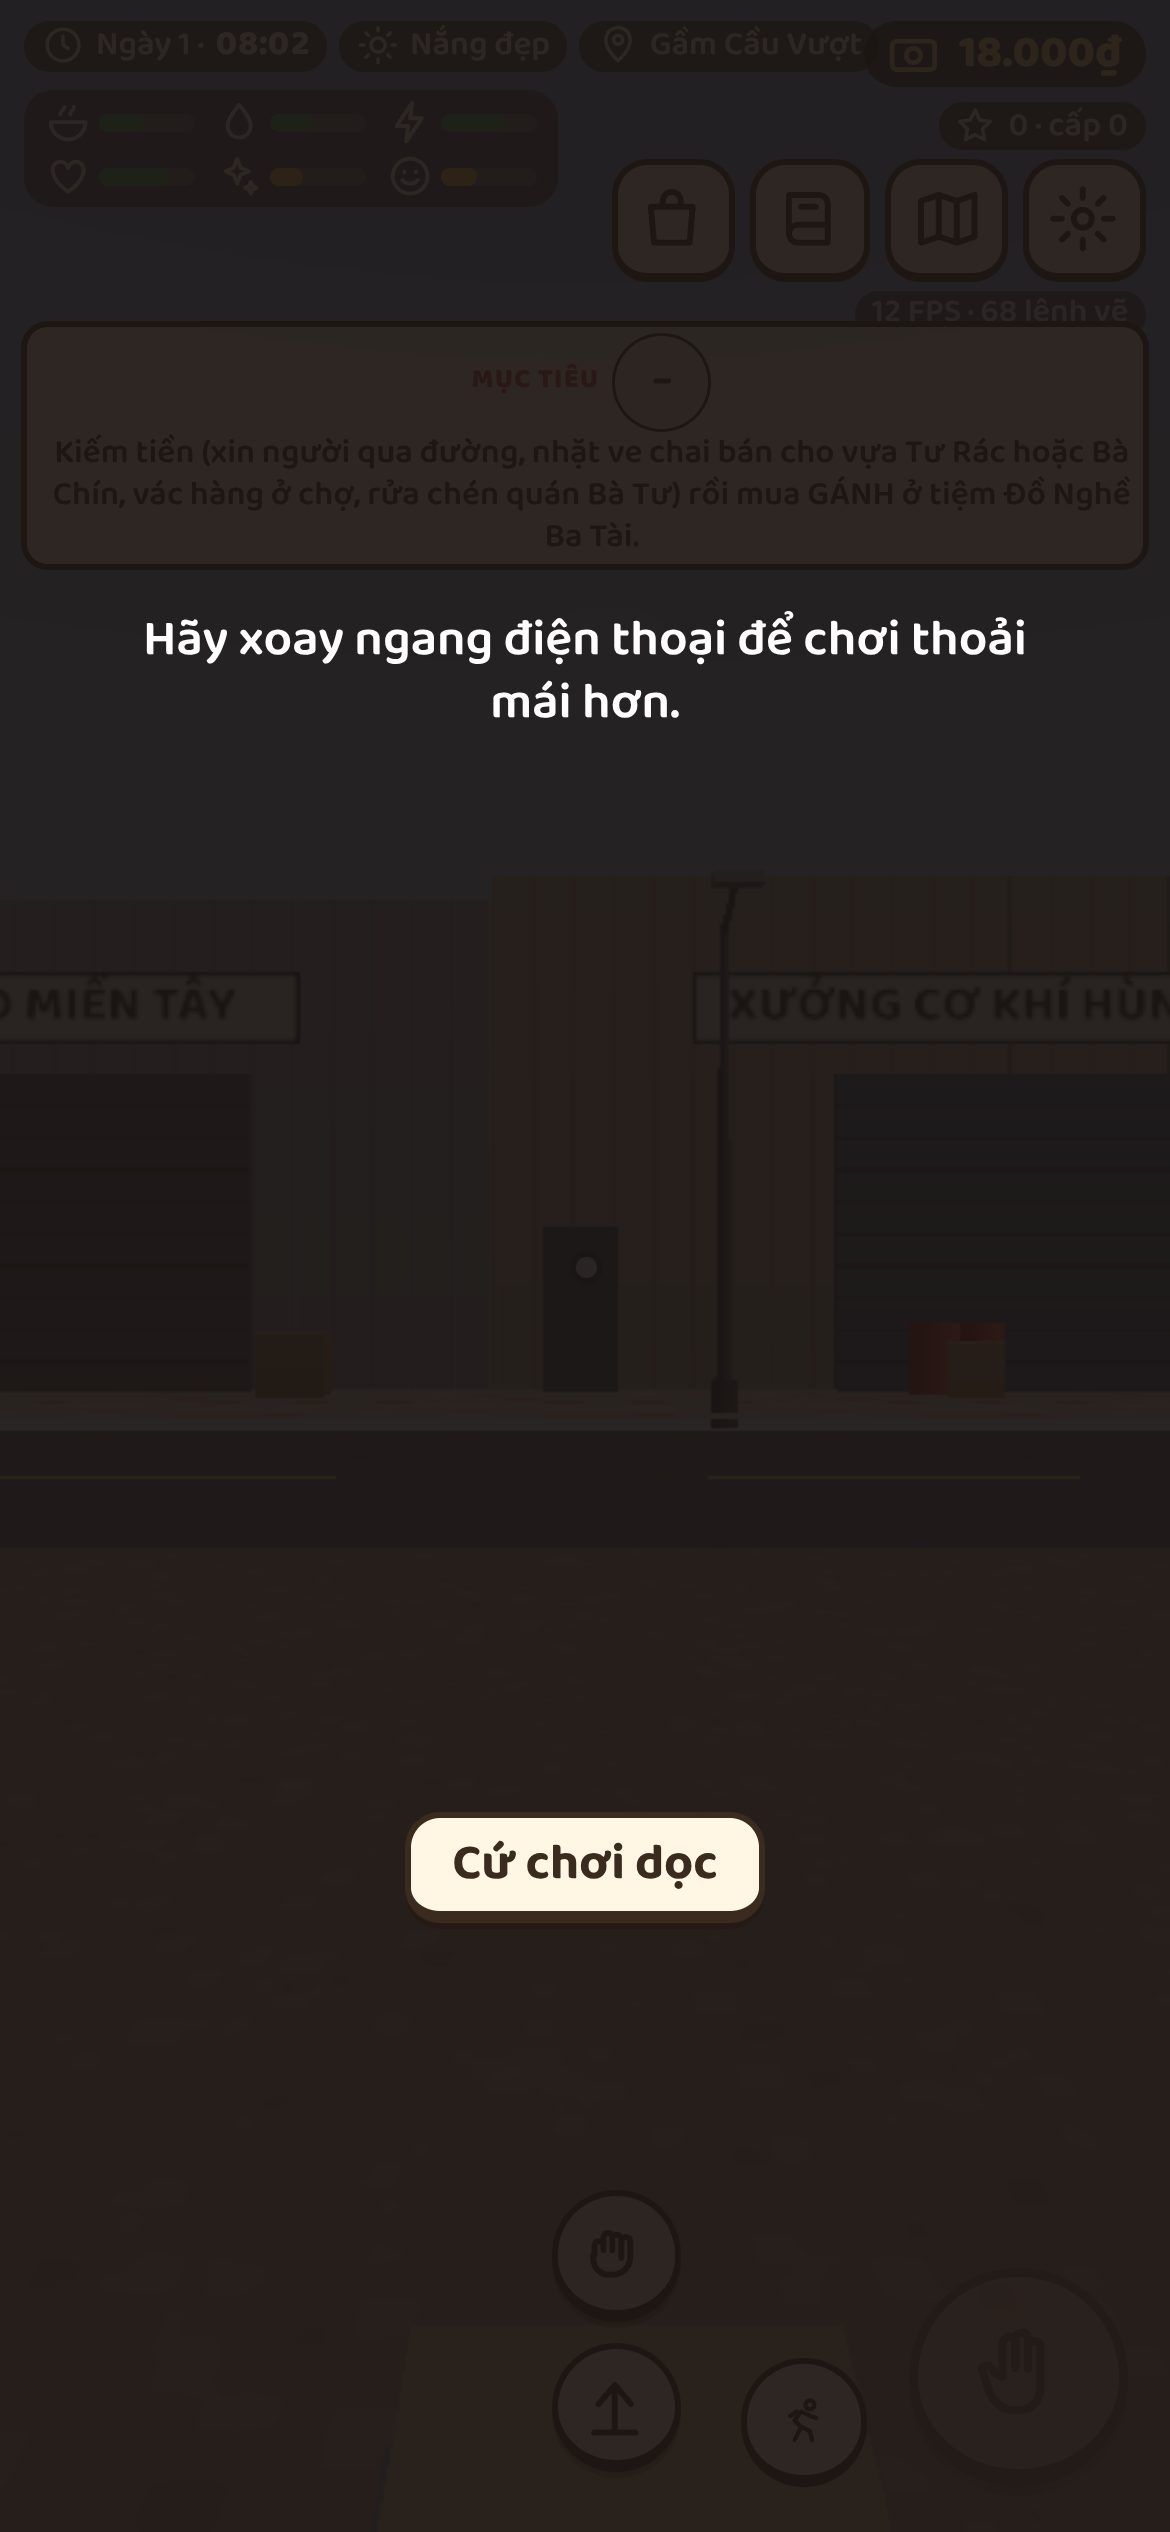 Ngày 1 · 08:02
Nắng đẹp
Gầm Cầu Vượt
18.000₫
0 · cấp 0
12 FPS · 68 lệnh vẽ
MỤC TIÊU
Kiếm tiền (xin người qua đường, nhặt ve chai bán cho vựa Tư Rác hoặc Bà
Chín, vác hàng ở chợ, rửa chén quán Bà Tư) rồi mua GÁNH ở tiệm Đồ Nghề
Ba Tài.
Hãy xoay ngang điện thoại để chơi thoải
mái hơn.
MIỀN TÂY
XƯỞNG CƠ KHÍ
Cứ chơi dọc